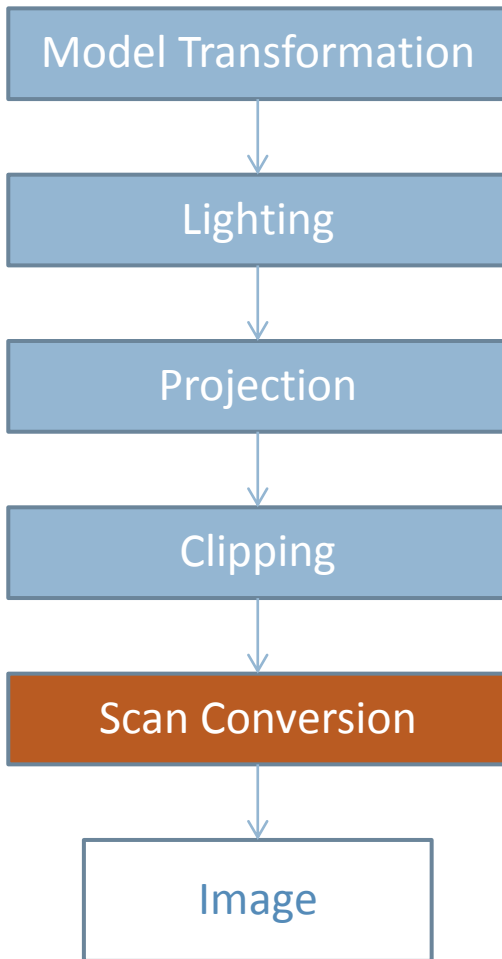 Model Transformation
Lighting
Projection
Clipping
Scan Conversion
Image